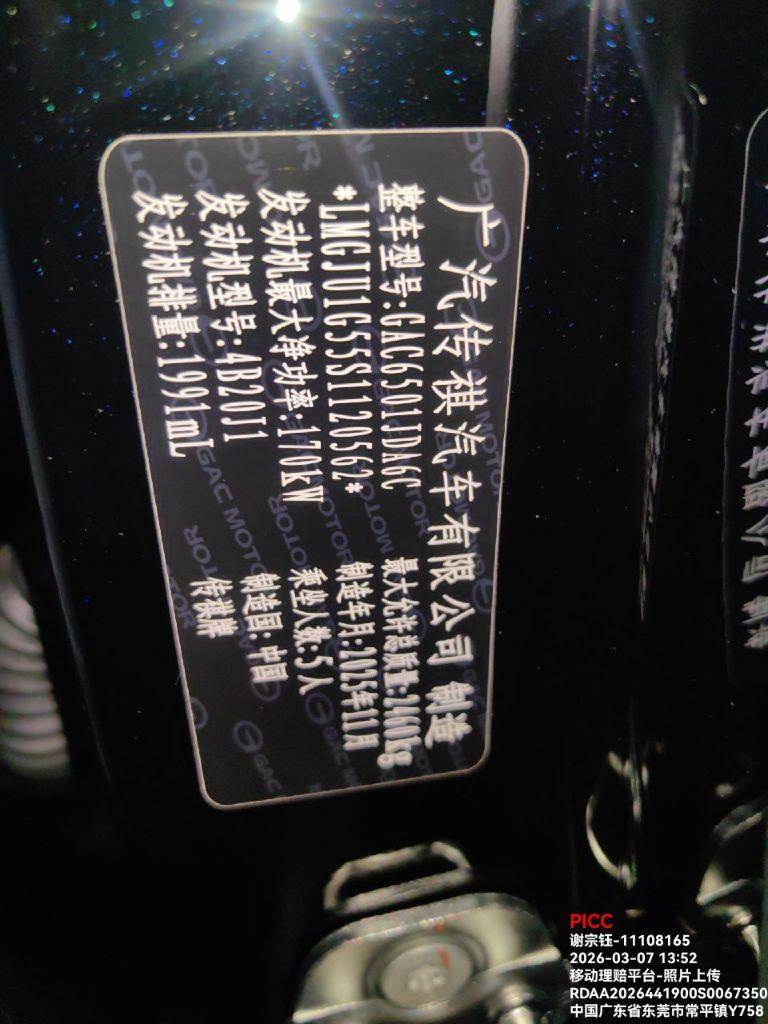 广汽传祺汽车有限公司 制造
整车型号:GAC6501JDA6C 最大允许总质量:2460kg
*LMGJU1G55S1120562* 制造年月:2025年11月
发动机最大净功率:170kW 乘坐人数:5人
发动机型号:4B20J1 制造国:中国
发动机排量:1991mL 传祺牌
GAC MOTOR
PICC
谢宗钰-11108165
2026-03-07 13:52
移动理赔平台-照片上传
RDAA2026441900S0067350
中国广东省东莞市常平镇Y758